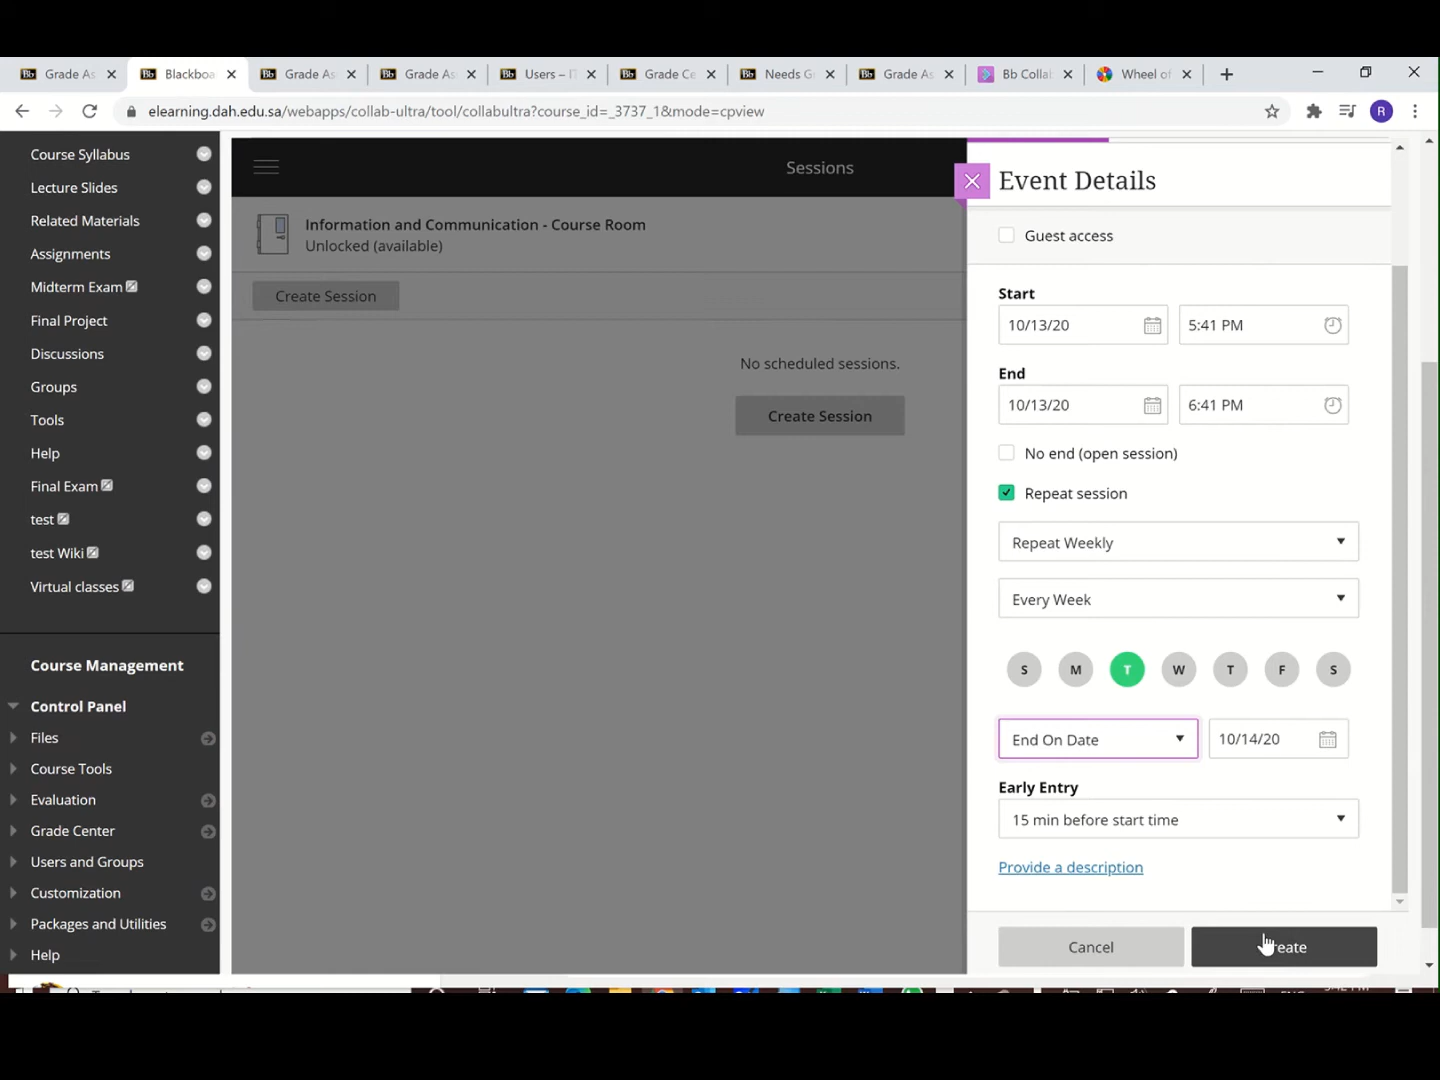 Grade As
Blackboa
Grade As
Grade As
Users –
Grade Ce
Needs G
Grade As
Bb Collab
Wheel of
elearning.dah.edu.sa/webapps/collab-ultra/tool/collabultra?course_id=_3737_1&mode=cpview
R
Course Syllabus
Lecture Slides
Related Materials
Assignments
Midterm Exam
Final Project
Discussions
Groups
Tools
Help
Final Exam
test
test Wiki
Virtual classes
Course Management
Control Panel
Files
Course Tools
Evaluation
Grade Center
Users and Groups
Customization
Packages and Utilities
Help
Sessions
Information and Communication - Course Room
Unlocked (available)
Create Session
No scheduled sessions.
Create Session
Event Details
Guest access
Start
10/13/20 5:41 PM
End
10/13/20 6:41 PM
No end (open session)
Repeat session
Repeat Weekly
Every Week
S M T W T F S
End On Date 10/14/20
Early Entry
15 min before start time
Provide a description
Cancel
Create